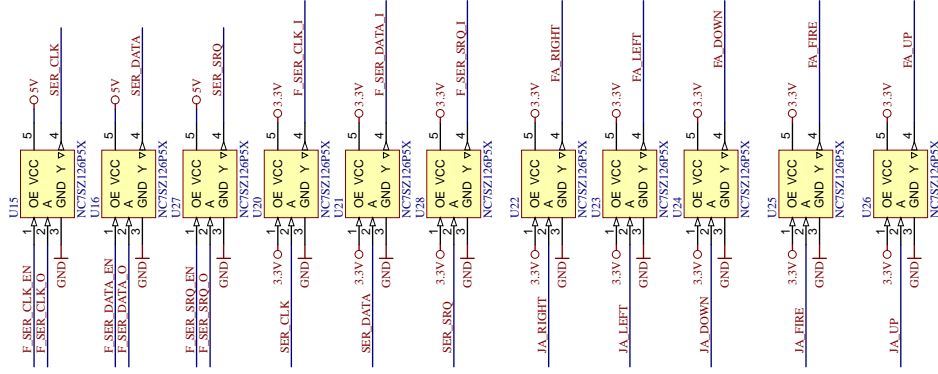 U15
NC7SZ126P5X
OE VCC
A
GND Y
1
2
3
4
5
5V
SER_CLK
F_SER_CLK_EN
F_SER_CLK_O
GND
U16
NC7SZ126P5X
OE VCC
A
GND Y
1
2
3
4
5
5V
SER_DATA
F_SER_DATA_EN
F_SER_DATA_O
GND
U27
NC7SZ126P5X
OE VCC
A
GND Y
1
2
3
4
5
5V
SER_SRQ
F_SER_SRQ_EN
F_SER_SRQ_O
GND
U20
NC7SZ126P5X
OE VCC
A
GND Y
1
2
3
4
5
3.3V
F_SER_CLK_I
3.3V
SER_CLK
GND
U21
NC7SZ126P5X
OE VCC
A
GND Y
1
2
3
4
5
3.3V
F_SER_DATA_I
3.3V
SER_DATA
GND
U28
NC7SZ126P5X
OE VCC
A
GND Y
1
2
3
4
5
3.3V
F_SER_SRQ_I
3.3V
SER_SRQ
GND
U22
NC7SZ126P5X
OE VCC
A
GND Y
1
2
3
4
5
3.3V
FA_RIGHT
3.3V
JA_RIGHT
GND
U23
NC7SZ126P5X
OE VCC
A
GND Y
1
2
3
4
5
3.3V
FA_LEFT
3.3V
JA_LEFT
GND
U24
NC7SZ126P5X
OE VCC
A
GND Y
1
2
3
4
5
3.3V
FA_DOWN
3.3V
JA_DOWN
GND
U25
NC7SZ126P5X
OE VCC
A
GND Y
1
2
3
4
5
3.3V
FA_FIRE
3.3V
JA_FIRE
GND
U26
NC7SZ126P5X
OE VCC
A
GND Y
1
2
3
4
5
3.3V
FA_UP
3.3V
JA_UP
GND